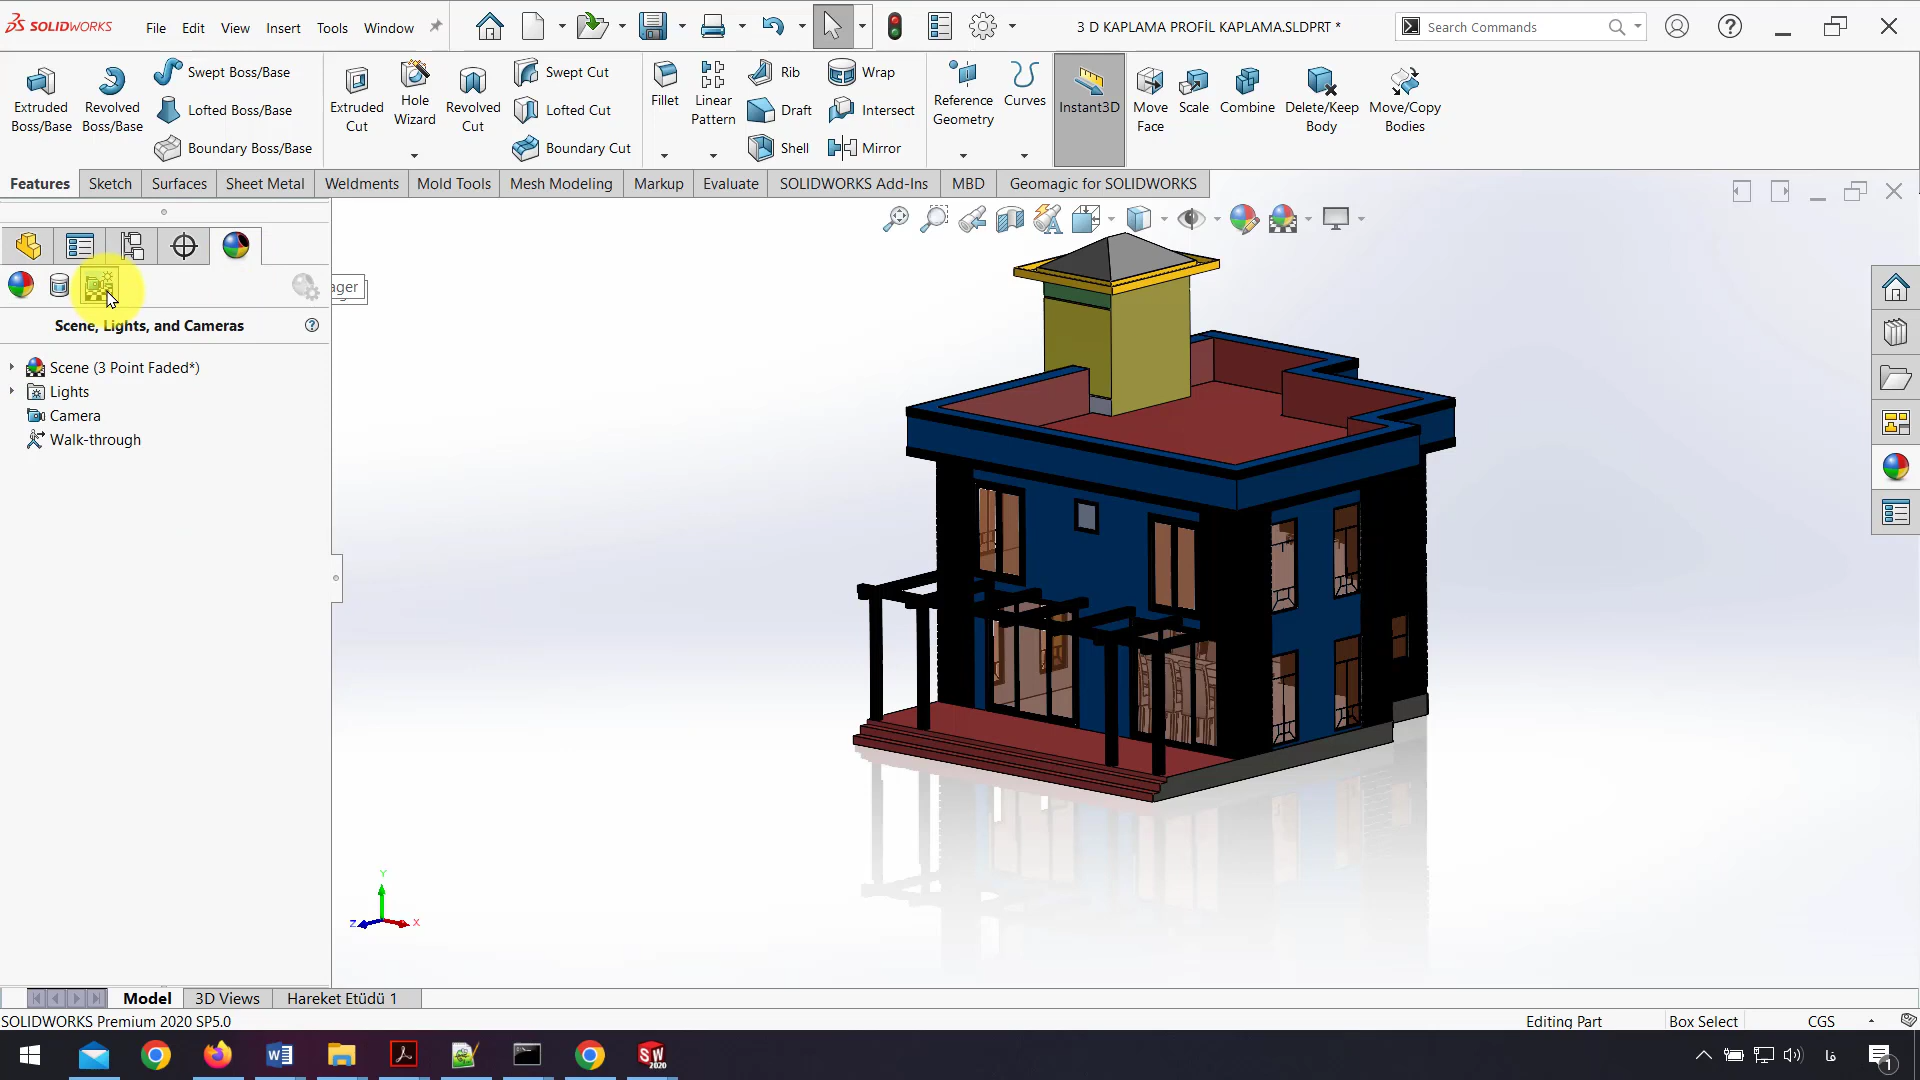 SOLIDWORKS
File Edit View Insert Tools Window
3 D KAPLAMA PROFİL KAPLAMA.SLDPRT *
Search Commands
Extruded Boss/Base
Revolved Boss/Base
Swept Boss/Base
Lofted Boss/Base
Boundary Boss/Base
Extruded Cut
Hole Wizard
Revolved Cut
Swept Cut
Lofted Cut
Boundary Cut
Fillet
Linear Pattern
Rib
Draft
Shell
Wrap
Intersect
Mirror
Reference Geometry
Curves
Instant3D
Move Face
Scale
Combine
Delete/Keep Body
Move/Copy Bodies
Features Sketch Surfaces Sheet Metal Weldments Mold Tools Mesh Modeling Markup Evaluate SOLIDWORKS Add-Ins MBD Geomagic for SOLIDWORKS
ager
Scene, Lights, and Cameras
Scene (3 Point Faded*)
Lights
Camera
Walk-through
Y
Z
X
Model 3D Views Hareket Etüdü 1
SOLIDWORKS Premium 2020 SP5.0
Editing Part Box Select CGS
W
SW
2020
فا
1